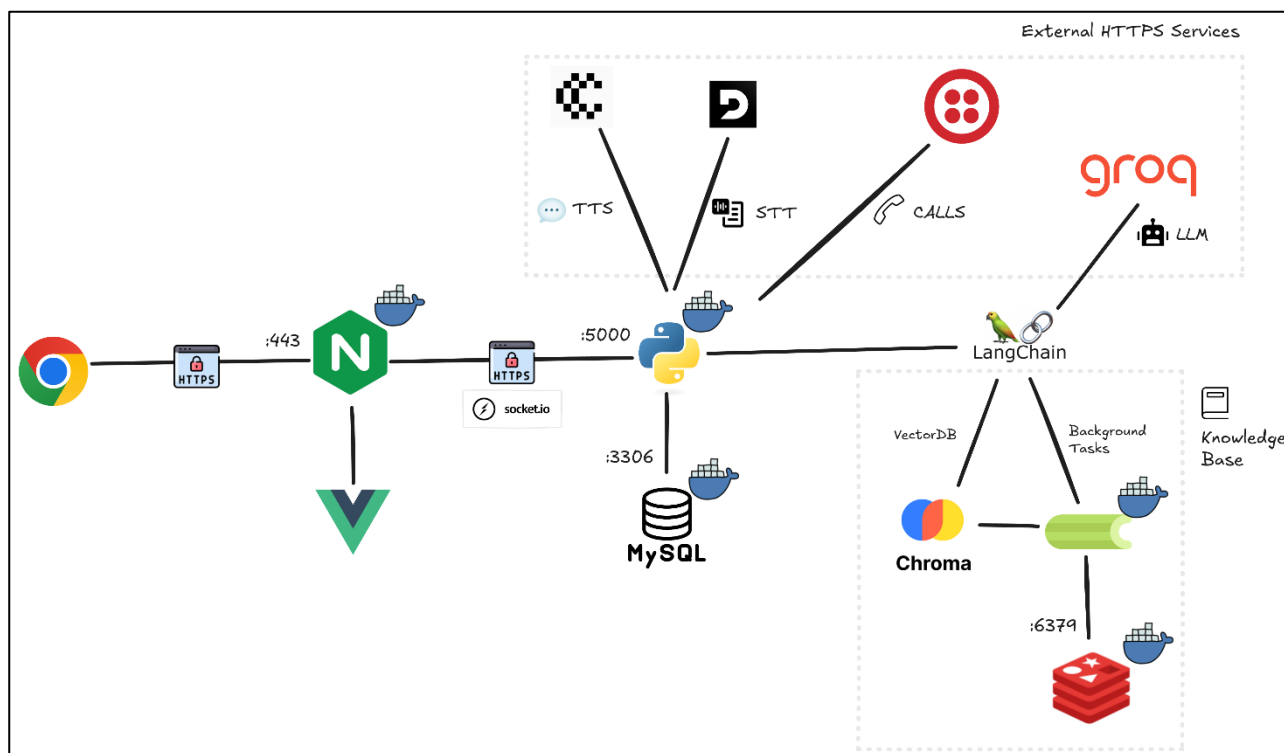 External HTTPS Services
groq
TTS
STT
CALLS
LLM
:443
:5000
HTTPS
HTTPS
socket.io
LangChain
:3306
MySQL
VectorDB
Background
Tasks
Knowledge
Base
Chroma
:6379